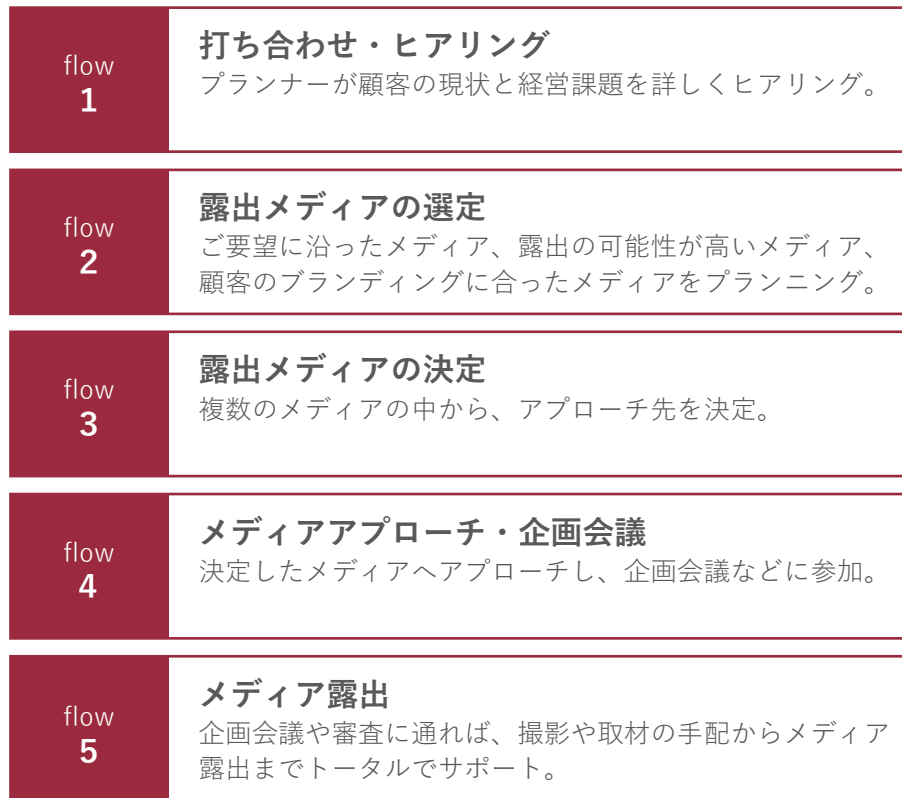 flow
1
打ち合わせ・ヒアリング
プランナーが顧客の現状と経営課題を詳しくヒアリング。
flow
2
露出メディアの選定
ご要望に沿ったメディア、露出の可能性が高いメディア、
顧客のブランディングに合ったメディアをプランニング。
flow
3
露出メディアの決定
複数のメディアの中から、アプローチ先を決定。
flow
4
メディアアプローチ・企画会議
決定したメディアへアプローチし、企画会議などに参加。
flow
5
メディア露出
企画会議や審査に通れば、撮影や取材の手配からメディア
露出までトータルでサポート。